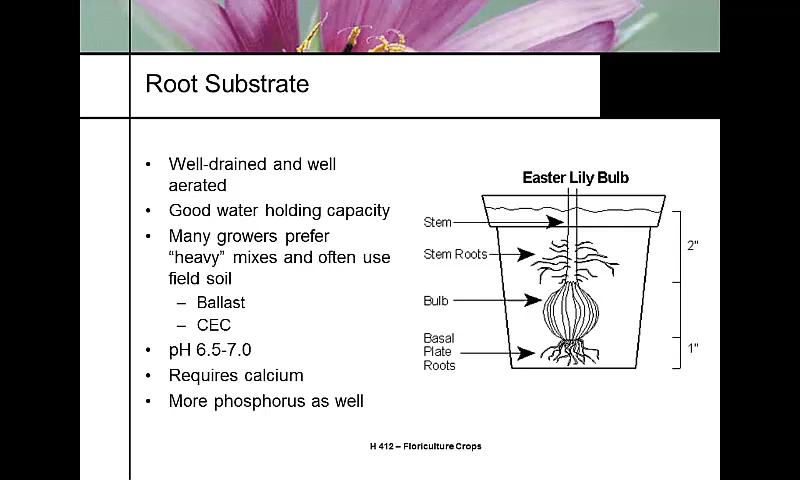 Root Substrate
• Well-drained and well
aerated
• Good water holding capacity
• Many growers prefer
“heavy” mixes and often use
field soil
– Ballast
– CEC
• pH 6.5-7.0
• Requires calcium
• More phosphorus as well
Easter Lily Bulb
Stem
Stem Roots
Bulb
Basal
Plate
Roots
2"
1"
H 412 – Floriculture Crops